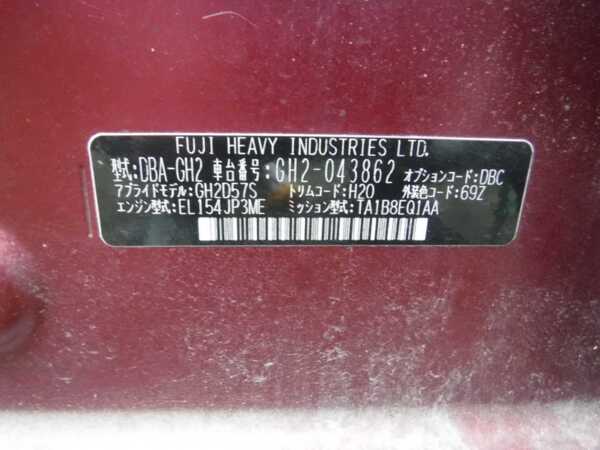 FUJI HEAVY INDUSTRIES LTD.
型式:DBA-GH2 車台番号:GH2-043862 オプションコード:DBC
アプライドモデル:GH2D57S トリムコード:H20 外装色コード:69Z
エンジン型式:EL154JP3ME ミッション型式:TA1B8EQ1AA